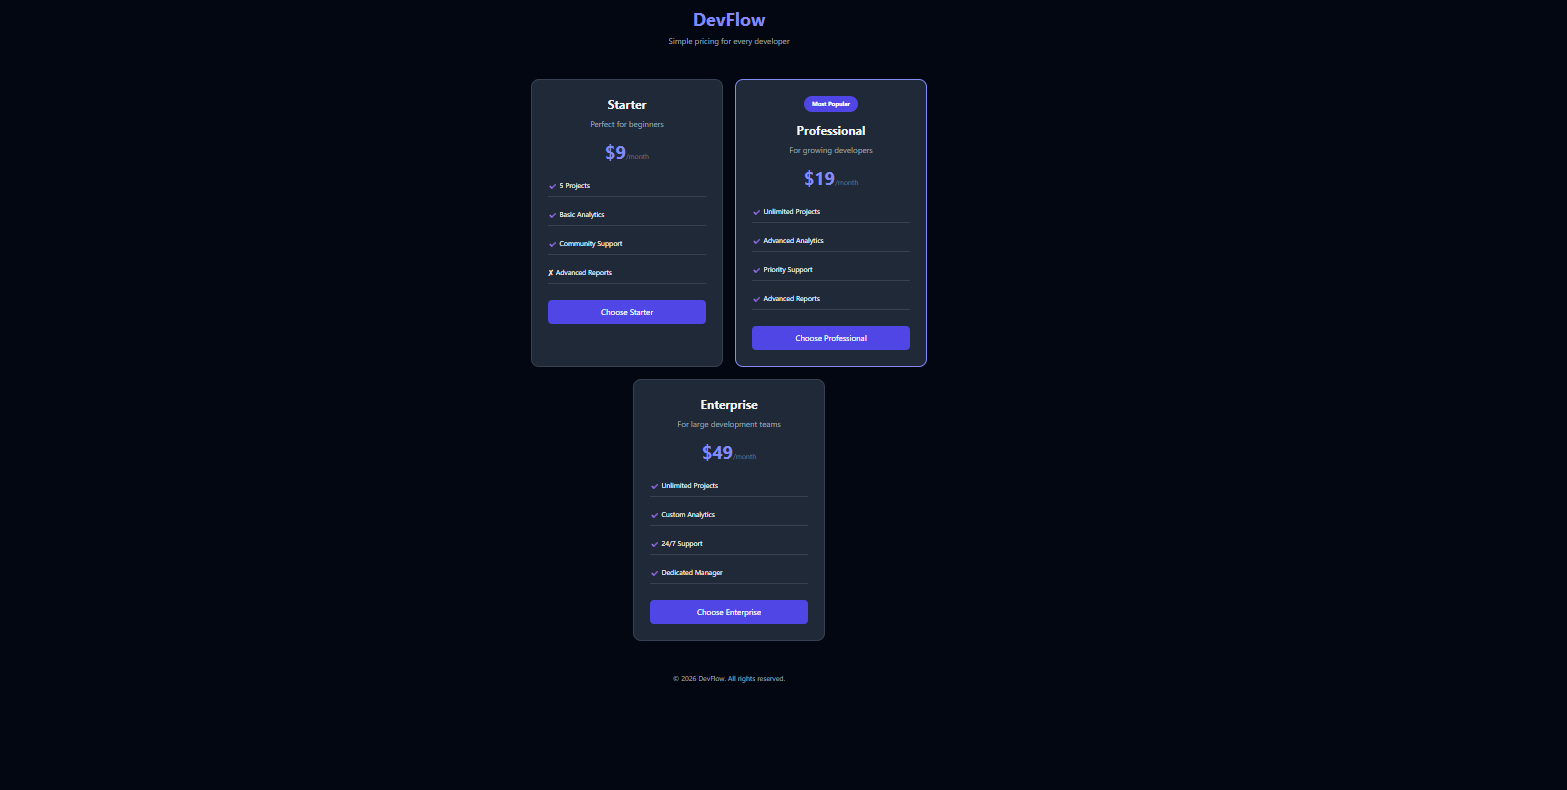 DevFlow
Simple pricing for every developer
Starter
Perfect for beginners
$9/month
✓ 5 Projects
✓ Basic Analytics
✓ Community Support
✗ Advanced Reports
Choose Starter
Most Popular
Professional
For growing developers
$19/month
✓ Unlimited Projects
✓ Advanced Analytics
✓ Priority Support
✓ Advanced Reports
Choose Professional
Enterprise
For large development teams
$49/month
✓ Unlimited Projects
✓ Custom Analytics
✓ 24/7 Support
✓ Dedicated Manager
Choose Enterprise
© 2026 DevFlow. All rights reserved.